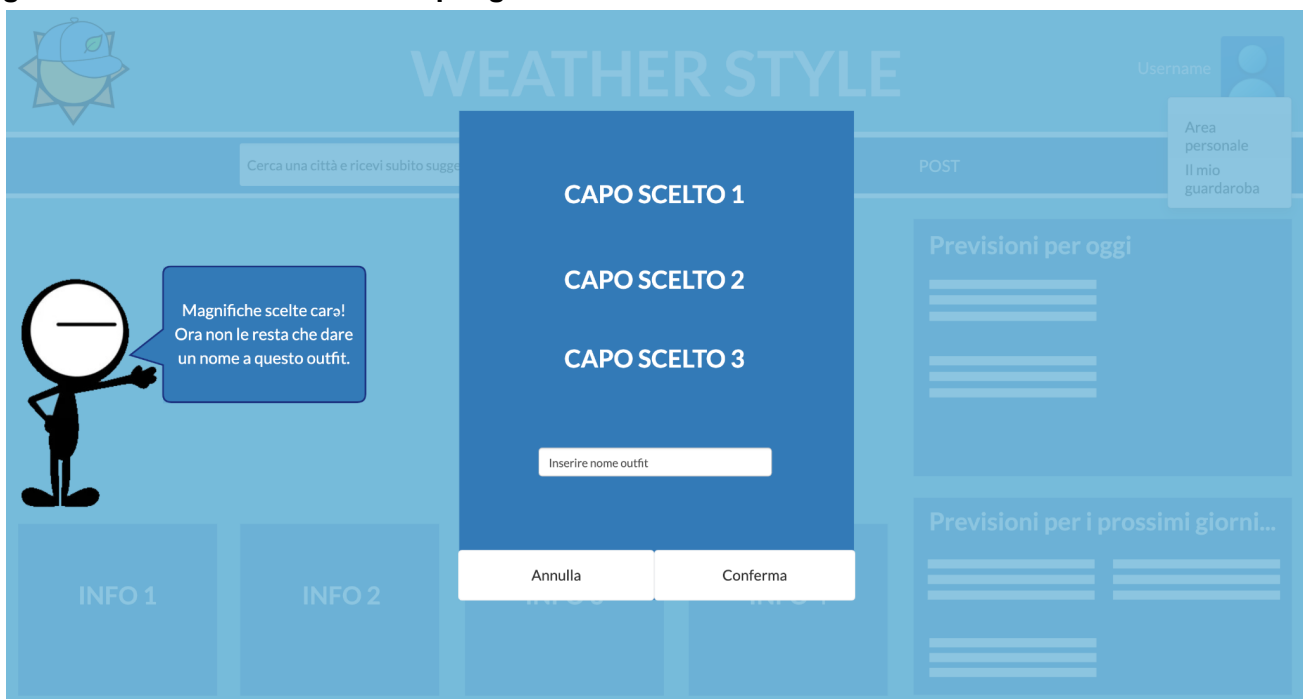 WEATHER STYLE
Username
Area
personale
Il mio
guardaroba
Cerca una città e ricevi subito sugge
POST
CAPO SCELTO 1
CAPO SCELTO 2
CAPO SCELTO 3
Inserire nome outfit
Annulla
Conferma
Magnifiche scelte carə!
Ora non le resta che dare
un nome a questo outfit.
Previsioni per oggi
Previsioni per i prossimi giorni...
INFO 1
INFO 2